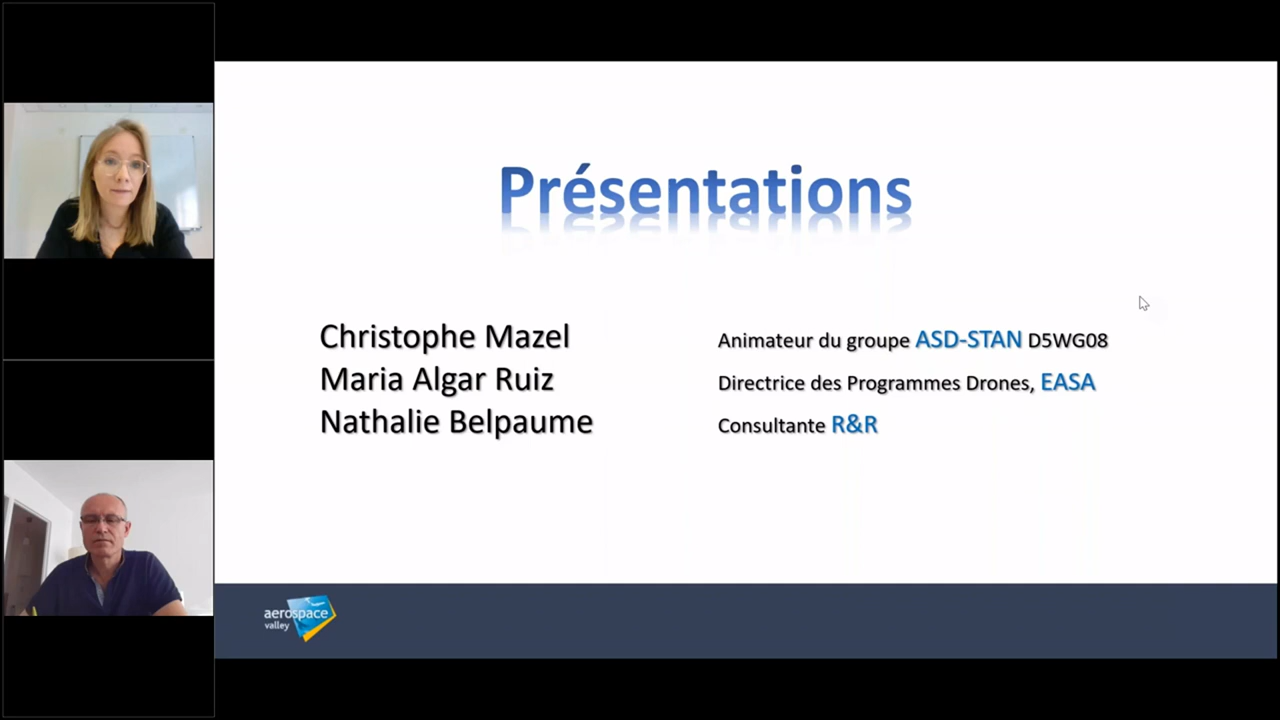 Présentations
Christophe Mazel Animateur du groupe ASD-STAN D5WG08
Maria Algar Ruiz Directrice des Programmes Drones, EASA
Nathalie Belpaume Consultante R&R
aerospace
valley